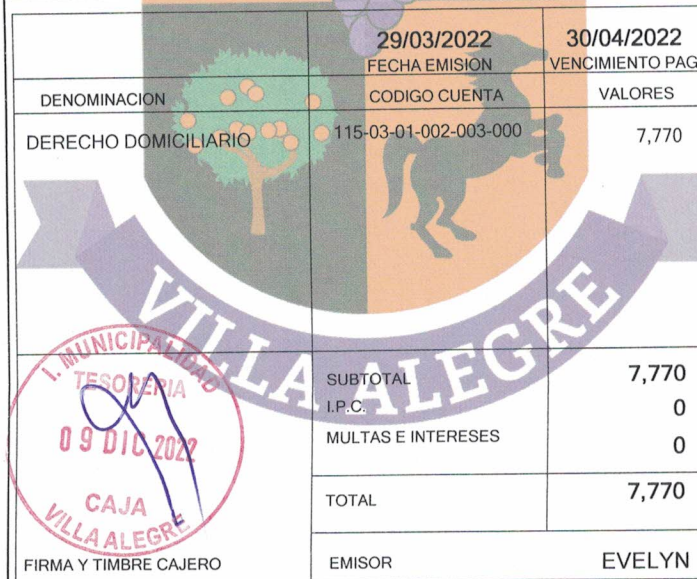 29/03/2022 30/04/2022
FECHA EMISION VENCIMIENTO PAG
DENOMINACION CODIGO CUENTA VALORES
DERECHO DOMICILIARIO 115-03-01-002-003-000 7,770
VILLA ALEGRE
I. MUNICIPALIDAD
TESORERIA
09 DIC 2022
CAJA
VILLA ALEGRE
SUBTOTAL 7,770
I.P.C. 0
MULTAS E INTERESES 0
TOTAL 7,770
FIRMA Y TIMBRE CAJERO EMISOR EVELYN